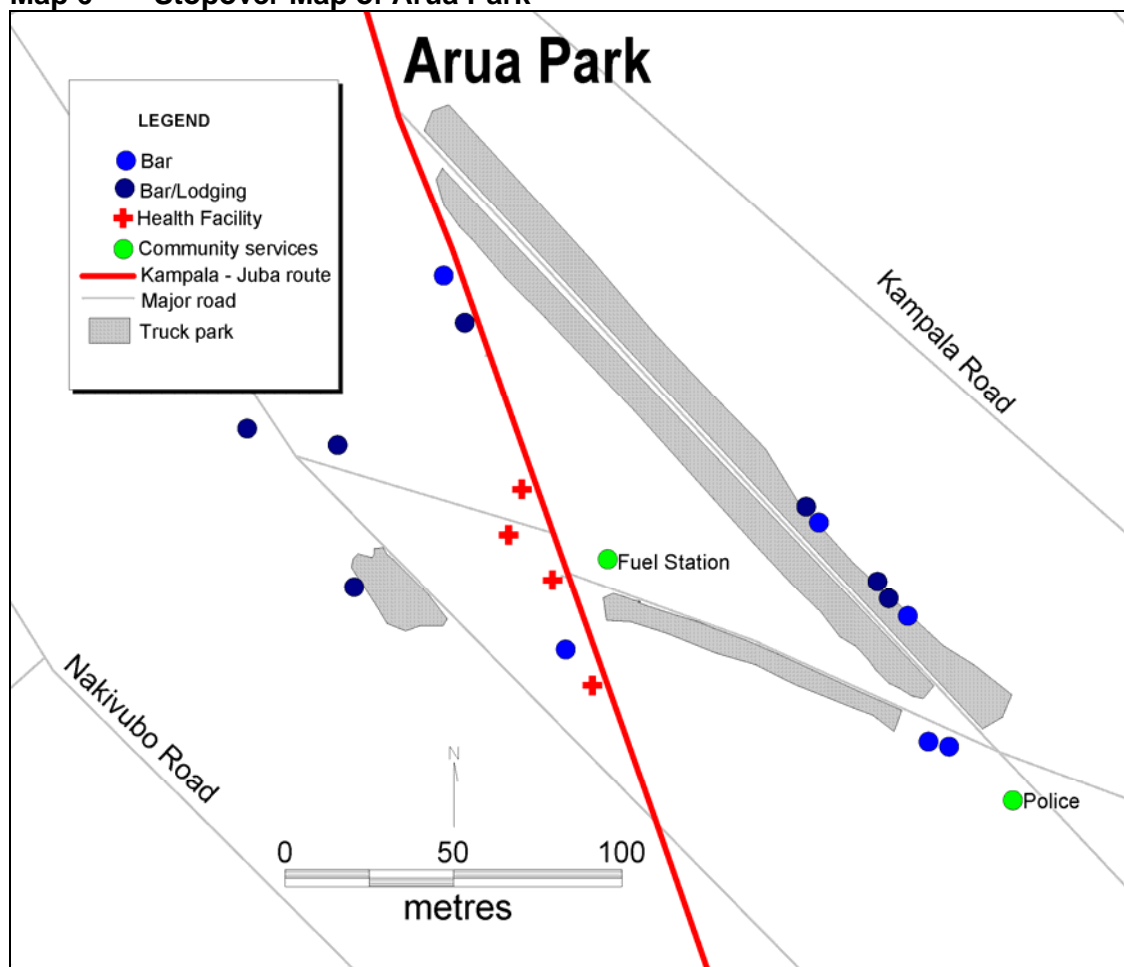 Arua Park
LEGEND
Bar
Bar/Lodging
Health Facility
Community services
Kampala - Juba route
Major road
Truck park
Kampala Road
Fuel Station
Nakivubo Road
N
Police
0 50 100
metres